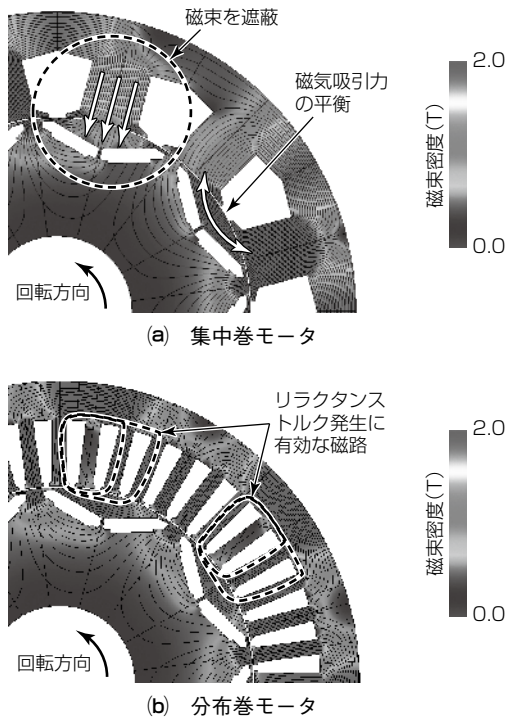 磁束を遮蔽
磁気吸引力
の平衡
回転方向
2.0
磁束密度(T)
0.0
(a) 集中巻モータ
リラクタンス
トルク発生に
有効な磁路
回転方向
2.0
磁束密度(T)
0.0
(b) 分布巻モータ